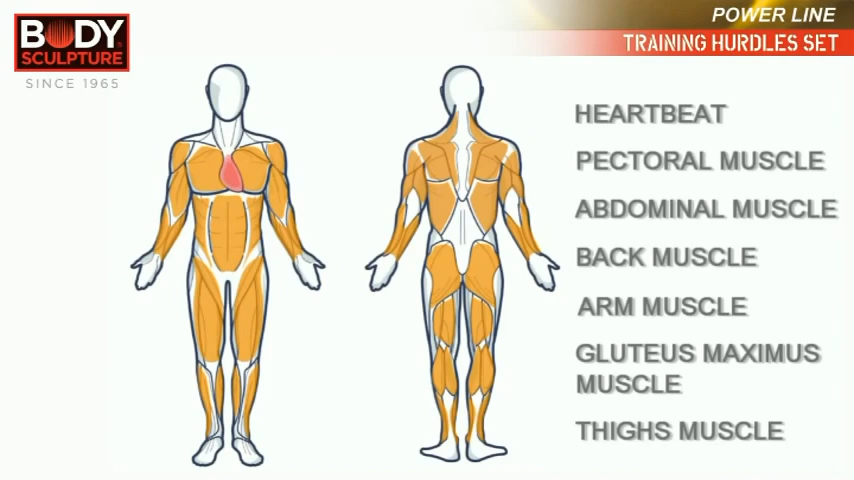 POWER LINE
TRAINING HURDLES SET
BODY
SCULPTURE
SINCE 1965
HEARTBEAT
PECTORAL MUSCLE
ABDOMINAL MUSCLE
BACK MUSCLE
ARM MUSCLE
GLUTEUS MAXIMUS
MUSCLE
THIGHS MUSCLE